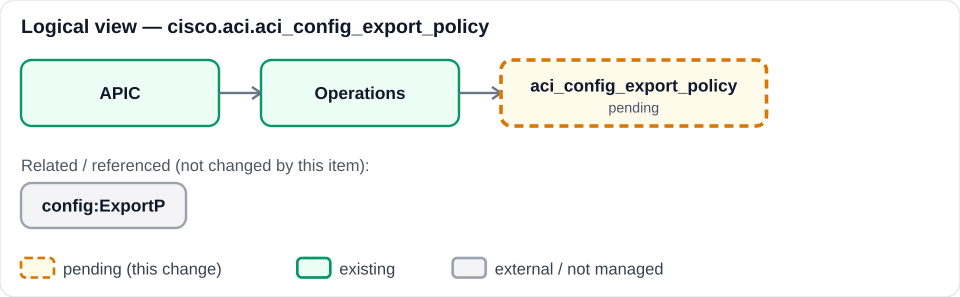 Logical view — cisco.aci.aci_config_export_policy
APIC
Operations
aci_config_export_policy
pending
Related / referenced (not changed by this item):
config:ExportP
pending (this change)
existing
external / not managed